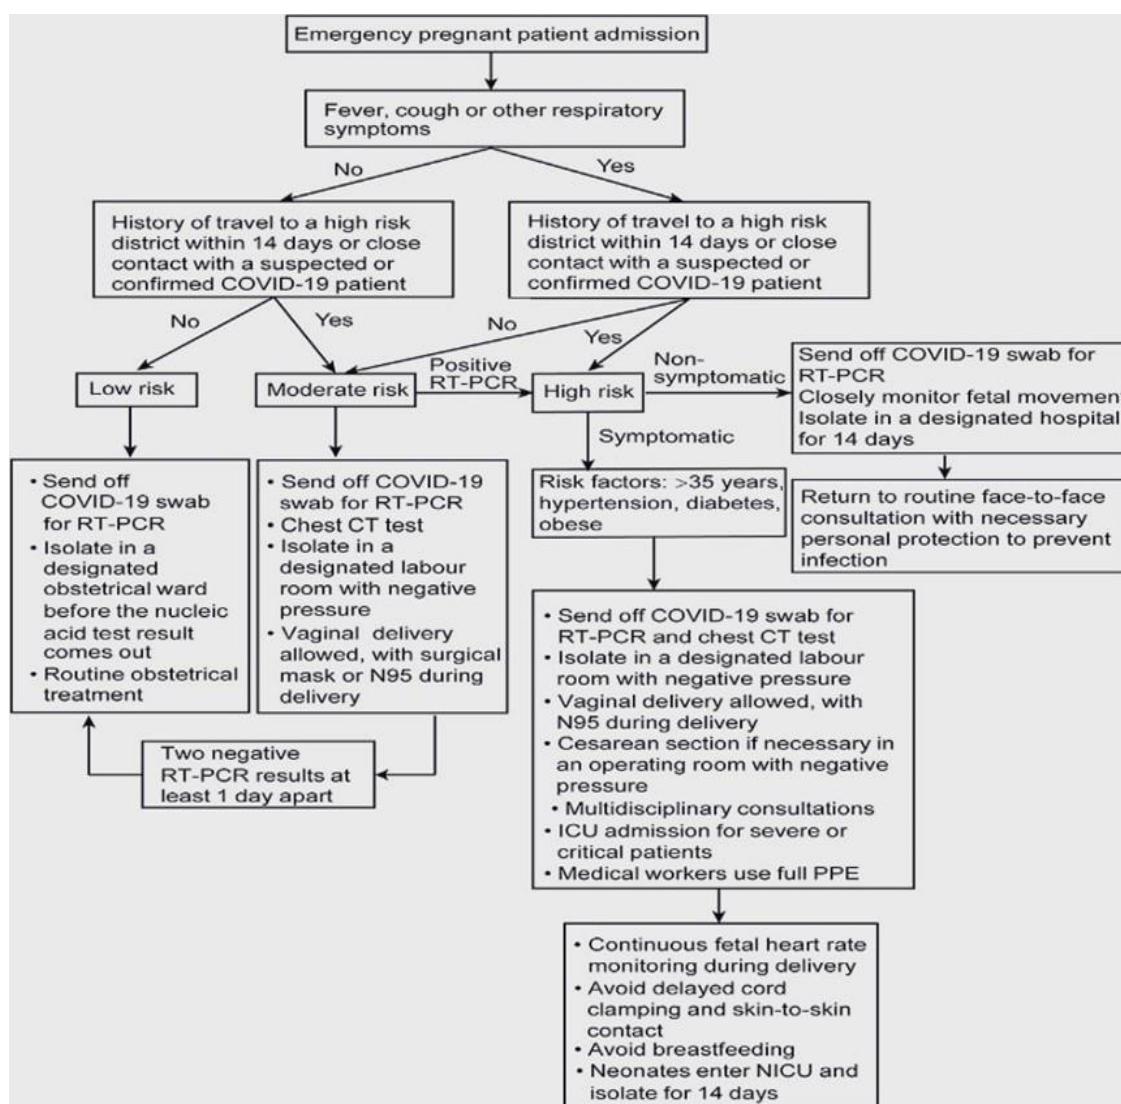 Emergency pregnant patient admission
Fever, cough or other respiratory
symptoms
No
Yes
History of travel to a high risk
district within 14 days or close
contact with a suspected or
confirmed COVID-19 patient
History of travel to a high risk
district within 14 days or close
contact with a suspected or
confirmed COVID-19 patient
No
Yes
No
Yes
Low risk
Moderate risk
Positive
RT-PCR
High risk
Non-
symptomatic
Send off COVID-19 swab for
RT-PCR
Closely monitor fetal movement
Isolate in a designated hospital
for 14 days
Symptomatic
• Send off
COVID-19 swab
for RT-PCR
• Isolate in a
designated
obstetrical ward
before the nucleic
acid test result
comes out
• Routine obstetrical
treatment
• Send off COVID-19
swab for RT-PCR
• Chest CT test
• Isolate in a
designated labour
room with negative
pressure
• Vaginal delivery
allowed, with surgical
mask or N95 during
delivery
Two negative
RT-PCR results at
least 1 day apart
Risk factors: >35 years,
hypertension, diabetes,
obese
Return to routine face-to-face
consultation with necessary
personal protection to prevent
infection
• Send off COVID-19 swab for
RT-PCR and chest CT test
• Isolate in a designated labour
room with negative pressure
• Vaginal delivery allowed, with
N95 during delivery
• Cesarean section if necessary in
an operating room with negative
pressure
• Multidisciplinary consultations
• ICU admission for severe or
critical patients
• Medical workers use full PPE
• Continuous fetal heart rate
monitoring during delivery
• Avoid delayed cord
clamping and skin-to-skin
contact
• Avoid breastfeeding
• Neonates enter NICU and
isolate for 14 days